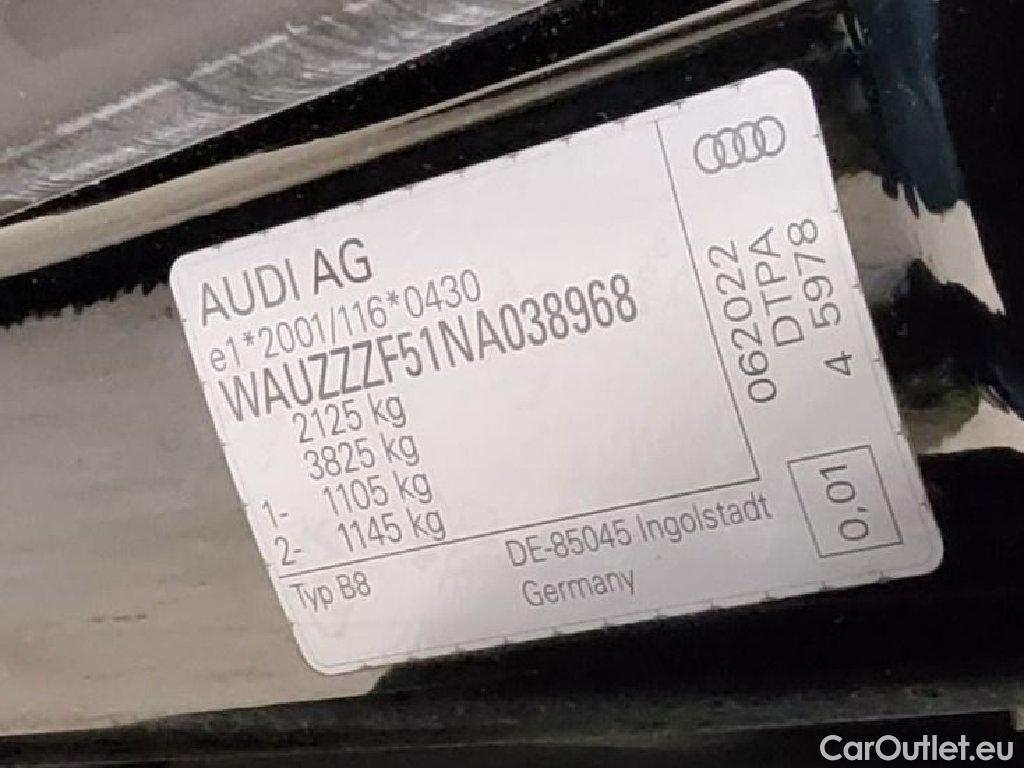 AUDI AG
e1*2001/116*0430
WAUZZZF51NA038968
2125 kg
3825 kg
1- 1105 kg
2- 1145 kg
Typ B8
DE-85045 Ingolstadt
Germany
062022
DTPA
4 5978
0,01
CarOutlet.eu